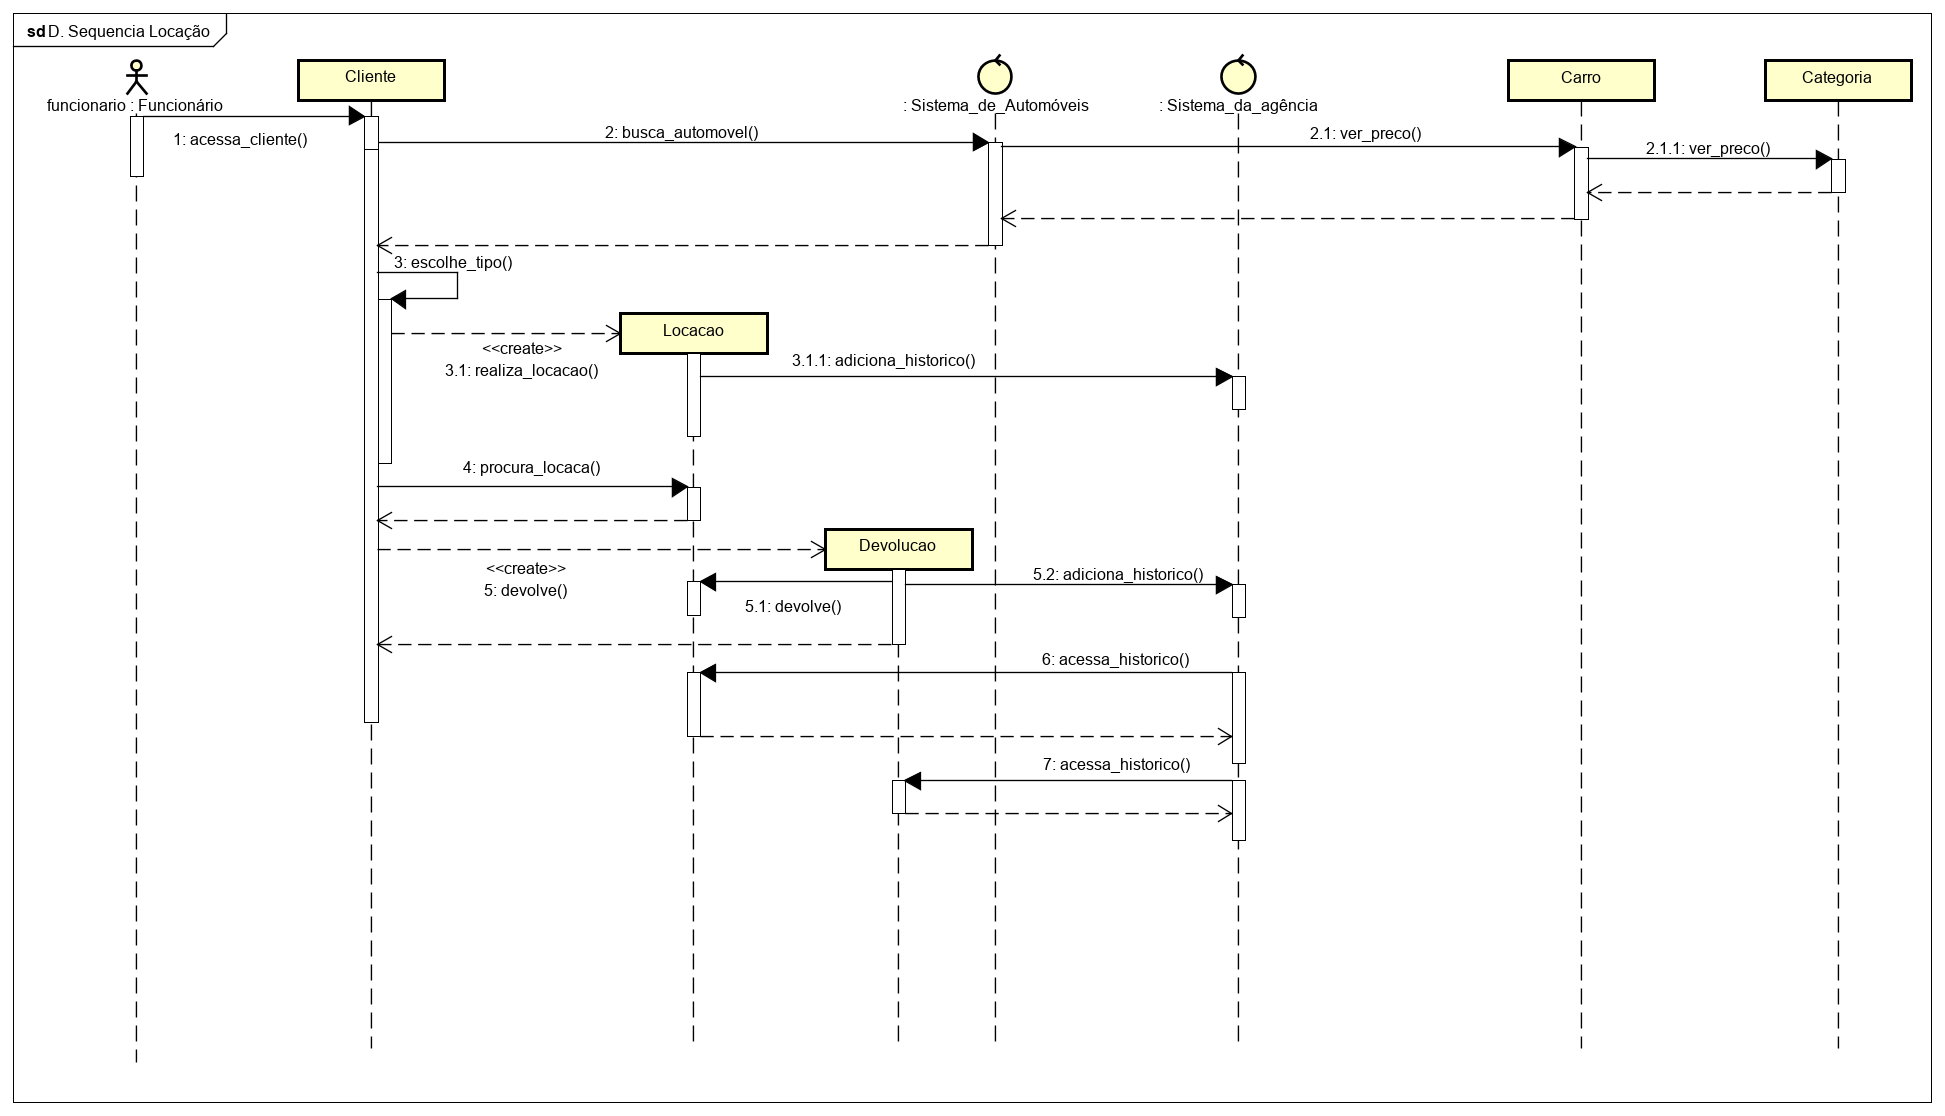 sd D. Sequencia Locação
Cliente
Carro
Categoria
funcionario : Funcionário
: Sistema_de_Automóveis
: Sistema_da_agência
1: acessa_cliente()
2: busca_automovel()
2.1: ver_preco()
2.1.1: ver_preco()
3: escolhe_tipo()
Locacao
<<create>>
3.1: realiza_locacao()
3.1.1: adiciona_historico()
4: procura_locaca()
Devolucao
<<create>>
5: devolve()
5.2: adiciona_historico()
5.1: devolve()
6: acessa_historico()
7: acessa_historico()